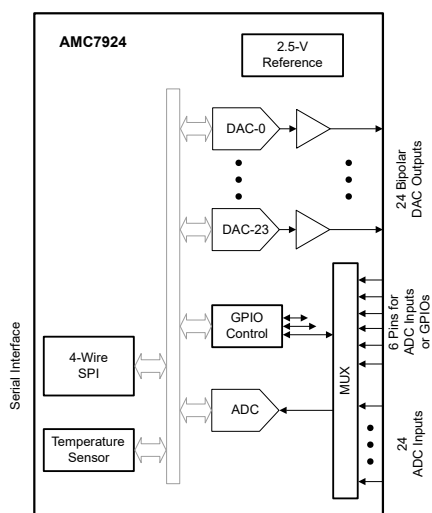 AMC7924
2.5-V
Reference
DAC-0
24 Bipolar
DAC Outputs
DAC-23
GPIO
Control
6 Pins for
ADC Inputs
or GPIOs
Serial Interface
4-Wire
SPI
MUX
ADC
24
ADC Inputs
Temperature
Sensor